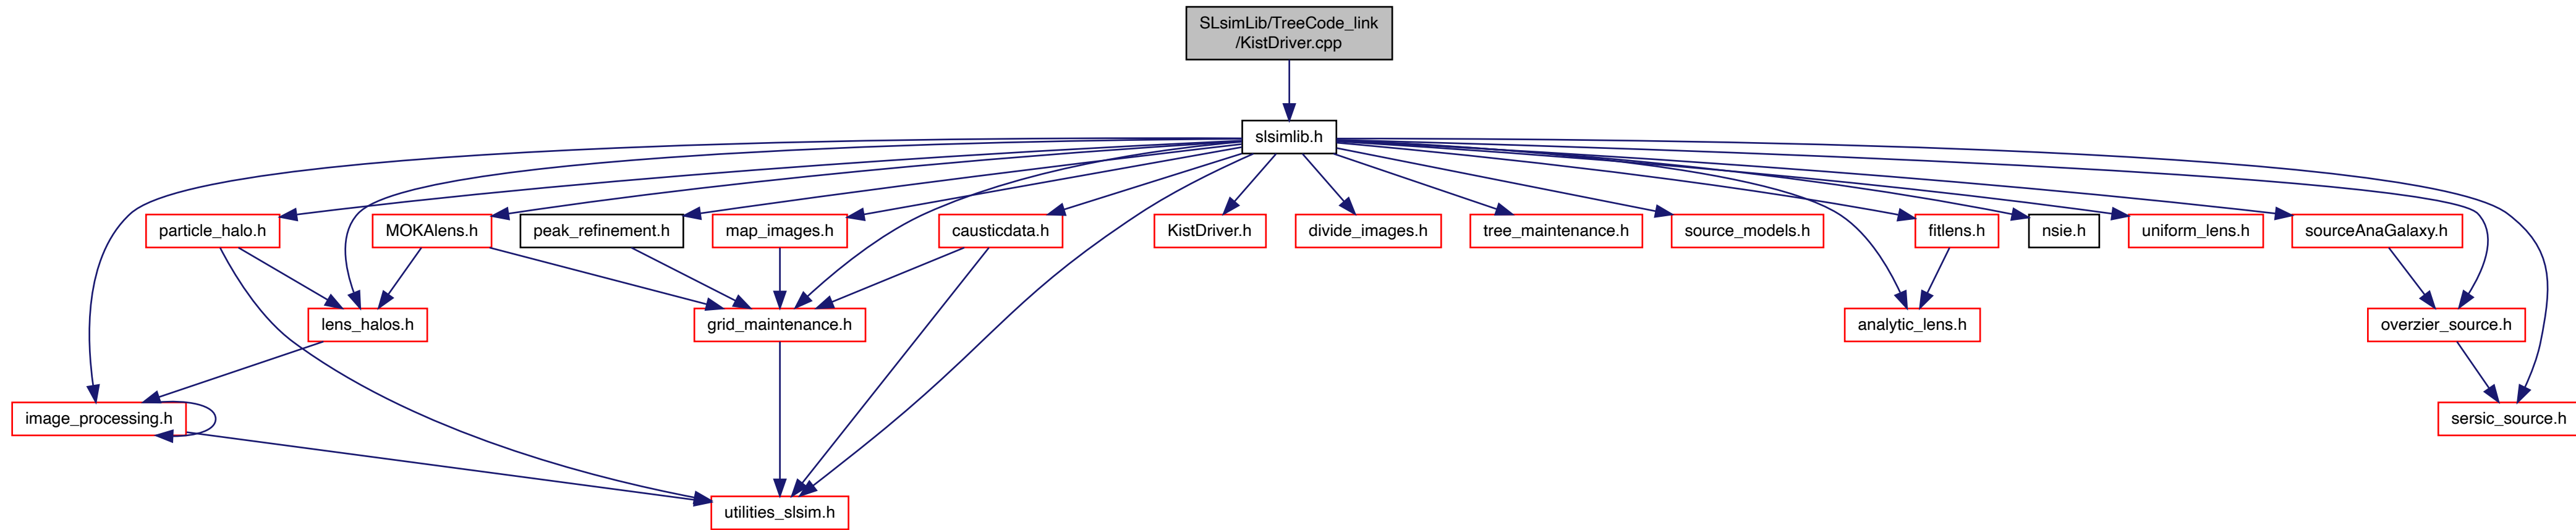 SLsimLib/TreeCode_link
/KistDriver.cpp
slsimlib.h
particle_halo.h
MOKAlens.h
peak_refinement.h
map_images.h
causticdata.h
KistDriver.h
divide_images.h
tree_maintenance.h
source_models.h
fitlens.h
nsie.h
uniform_lens.h
sourceAnaGalaxy.h
lens_halos.h
grid_maintenance.h
analytic_lens.h
overzier_source.h
image_processing.h
sersic_source.h
utilities_slsim.h